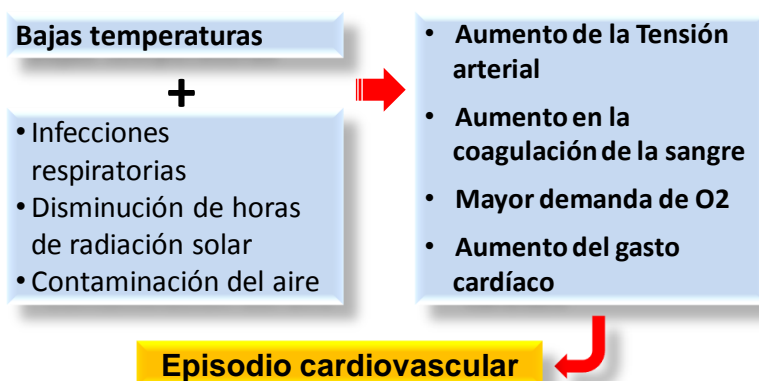 Bajas temperaturas
+
• Infecciones
respiratorias
• Disminución de horas
de radiación solar
• Contaminación del aire
• Aumento de la Tensión
arterial
• Aumento en la
coagulación de la sangre
• Mayor demanda de O2
• Aumento del gasto
cardíaco
Episodio cardiovascular